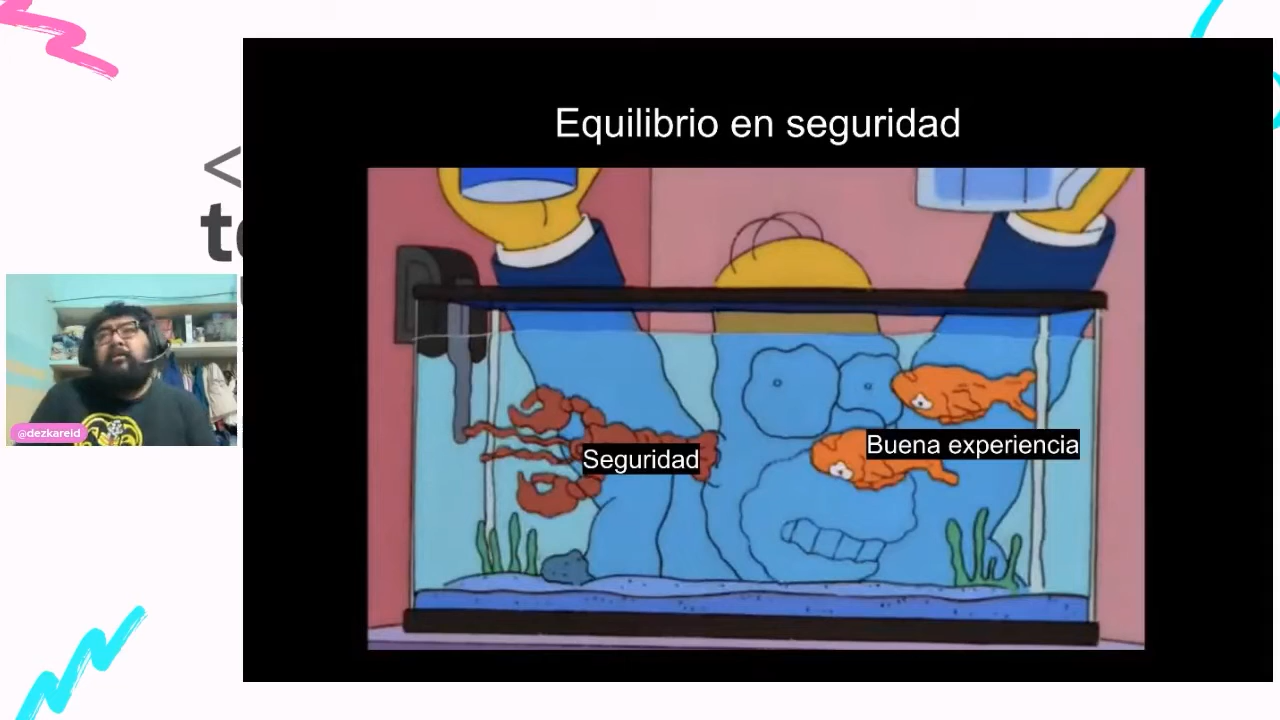 Equilibrio en seguridad
<
Seguridad
Buena experiencia
@dezkareid